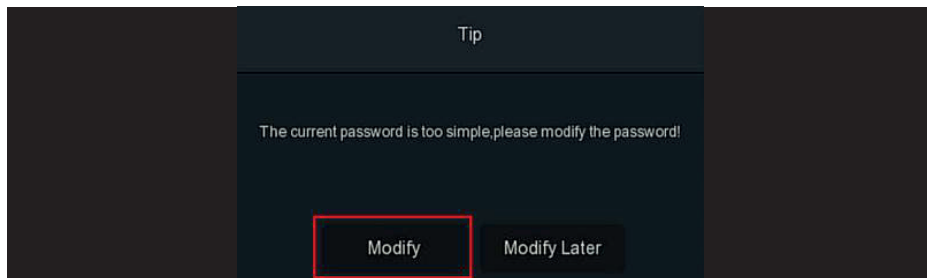 Tip
The current password is too simple,please modify the password!
Modify Modify Later